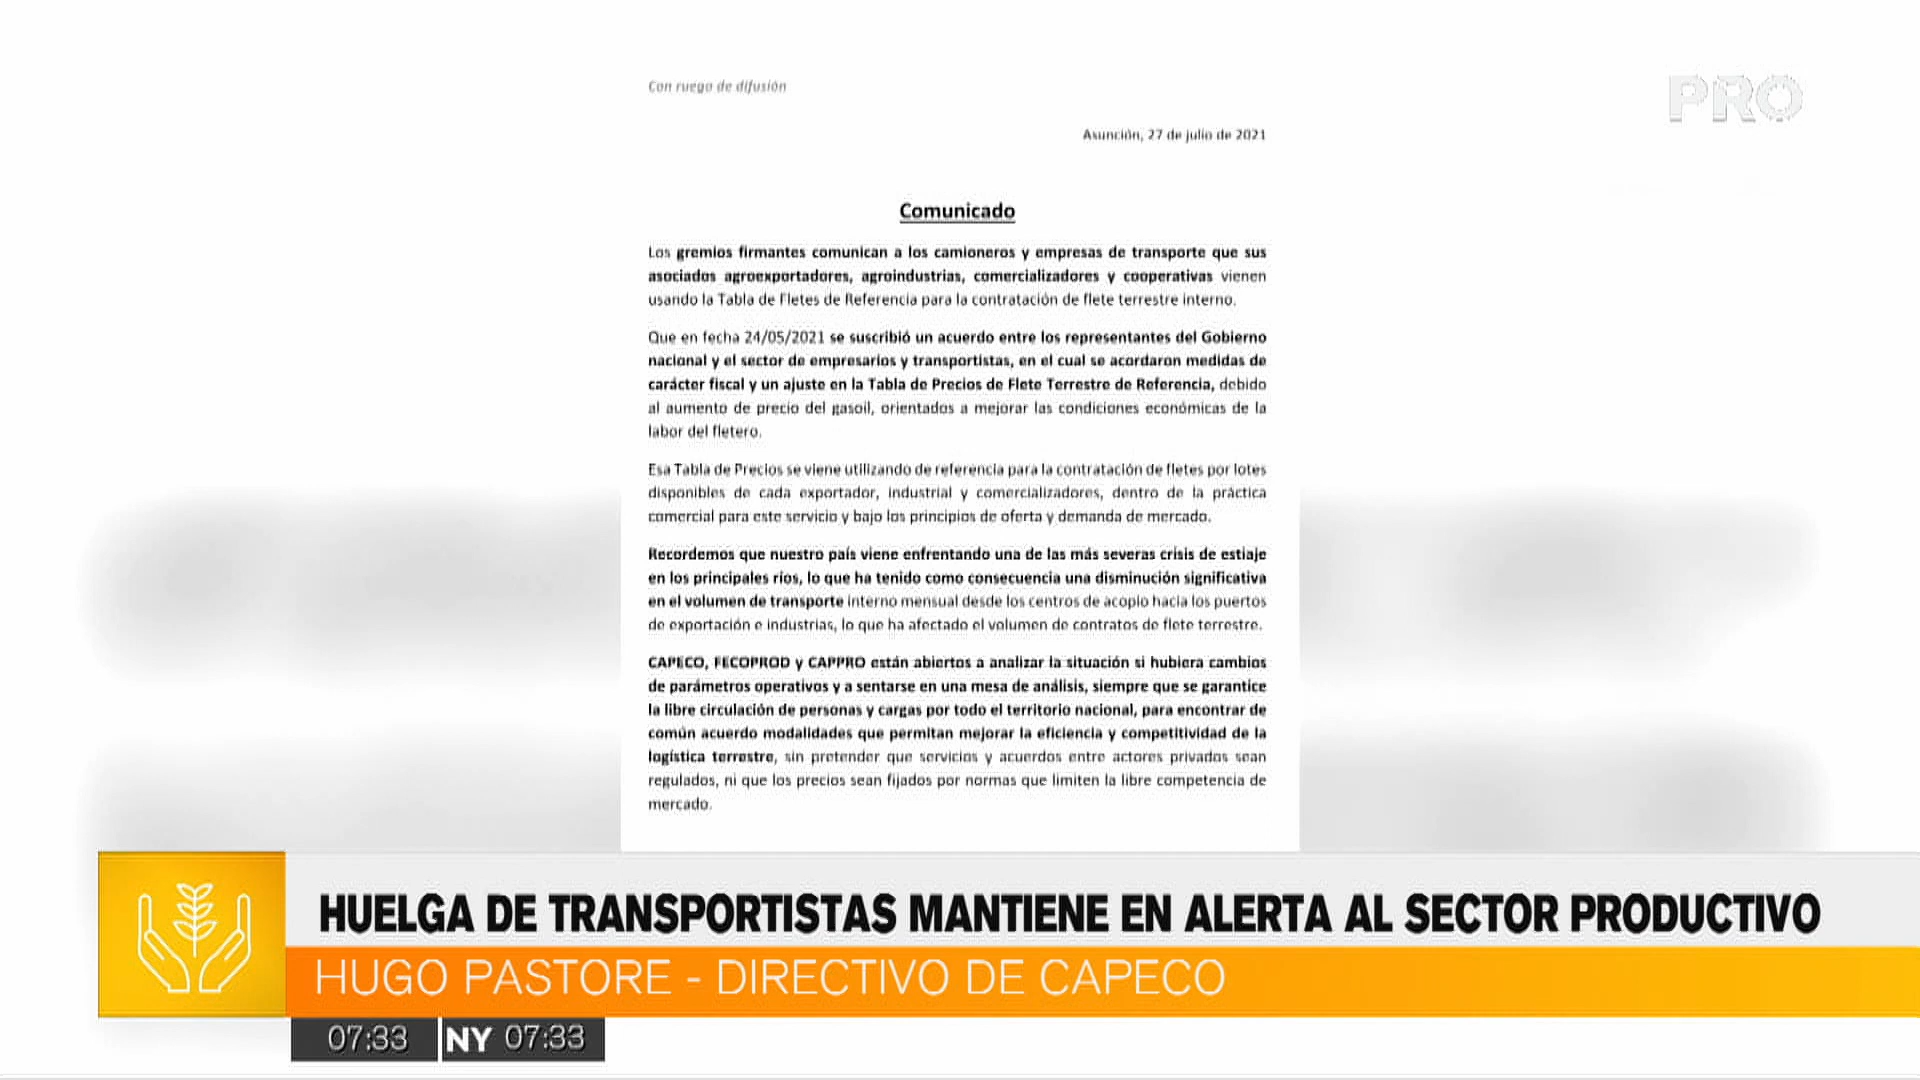 Con ruego de difusión
PRO
Asunción, 27 de julio de 2021
Comunicado
Los gremios firmantes comunican a los camioneros y empresas de transporte que sus
asociados agroexportadores, agroindustrias, comercializadores y cooperativas vienen
usando la Tabla de Fletes de Referencia para la contratación de flete terrestre interno.
Que en fecha 24/05/2021 se suscribió un acuerdo entre los representantes del Gobierno
nacional y el sector de empresarios y transportistas, en el cual se acordaron medidas de
carácter fiscal y un ajuste en la Tabla de Precios de Flete Terrestre de Referencia, debido
al aumento de precio del gasoil, orientados a mejorar las condiciones económicas de la
labor del fletero.
Esa Tabla de Precios se viene utilizando de referencia para la contratación de fletes por lotes
disponibles de cada exportador, industrial y comercializadores, dentro de la práctica
comercial para este servicio y bajo los principios de oferta y demanda de mercado.
Recordemos que nuestro país viene enfrentando una de las más severas crisis de estiaje
en los principales ríos, lo que ha tenido como consecuencia una disminución significativa
en el volumen de transporte interno mensual desde los centros de acopio hacia los puertos
de exportación e industrias, lo que ha afectado el volumen de contratos de flete terrestre.
CAPECO, FECOPROD y CAPPRO están abiertos a analizar la situación si hubiera cambios
de parámetros operativos y a sentarse en una mesa de análisis, siempre que se garantice
la libre circulación de personas y cargas por todo el territorio nacional, para encontrar de
común acuerdo modalidades que permitan mejorar la eficiencia y competitividad de la
logística terrestre, sin pretender que servicios y acuerdos entre actores privados sean
regulados, ni que los precios sean fijados por normas que limiten la libre competencia de
mercado.
HUELGA DE TRANSPORTISTAS MANTIENE EN ALERTA AL SECTOR PRODUCTIVO
HUGO PASTORE - DIRECTIVO DE CAPECO
07:33 NY 07:33